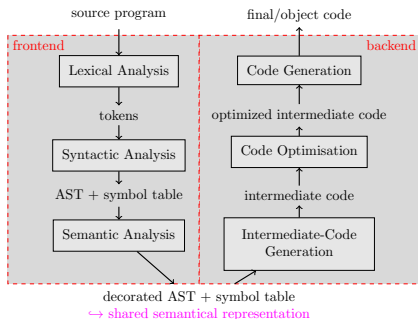 source program
final/object code
frontend
backend
Lexical Analysis
Code Generation
tokens
optimized intermediate code
Syntactic Analysis
Code Optimisation
AST + symbol table
intermediate code
Semantic Analysis
Intermediate-Code
Generation
decorated AST + symbol table
↪ shared semantical representation